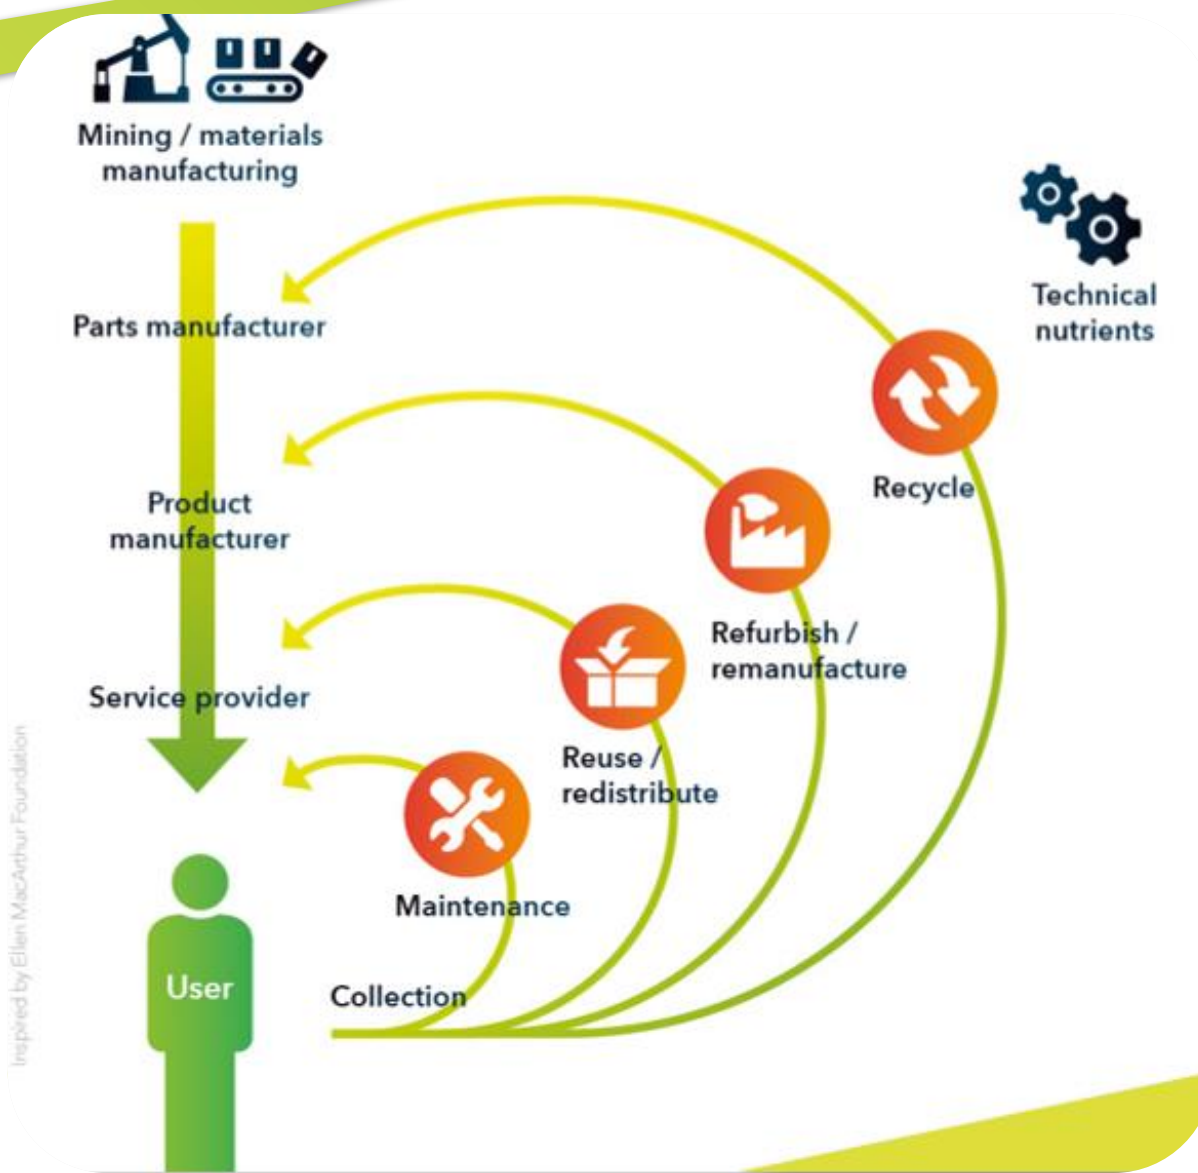 Mining / materials
manufacturing
Technical
nutrients
Parts manufacturer
Recycle
Product
manufacturer
Refurbish /
remanufacture
Service provider
Reuse /
redistribute
Maintenance
User
Collection
Inspired by Ellen MacArthur Foundation